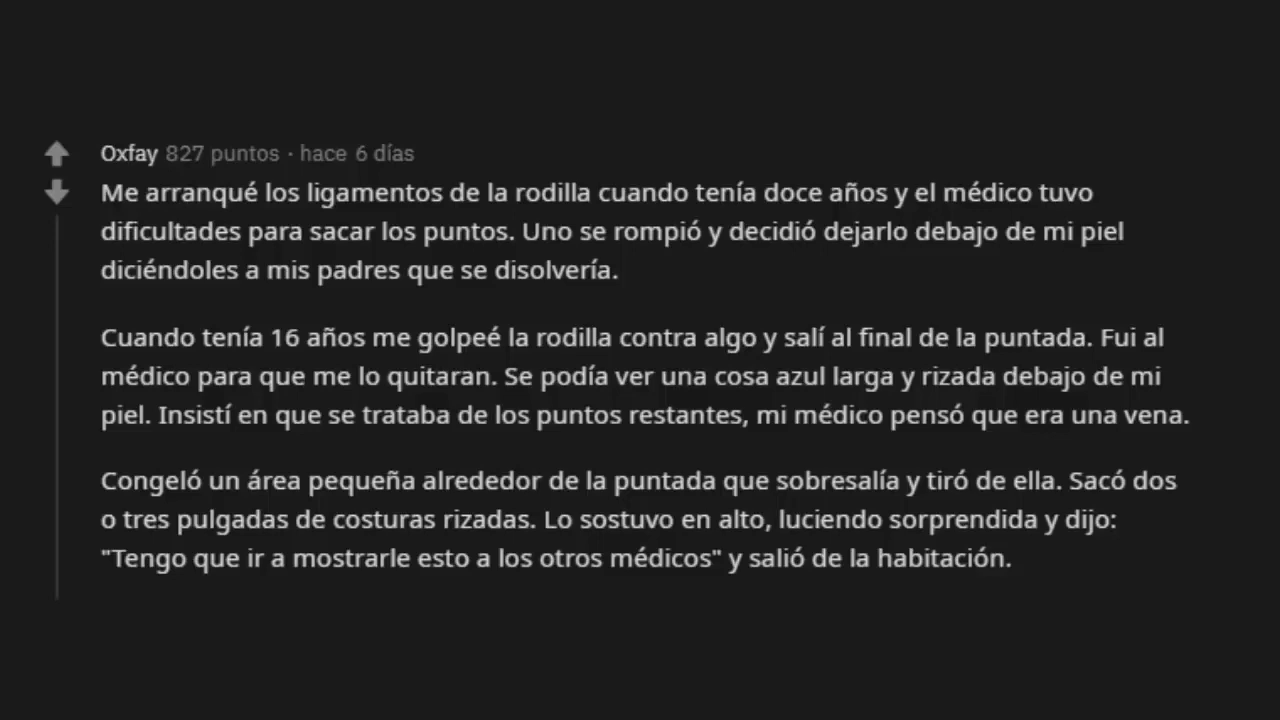 Oxfay 827 puntos · hace 6 días
Me arranqué los ligamentos de la rodilla cuando tenía doce años y el médico tuvo
dificultades para sacar los puntos. Uno se rompió y decidió dejarlo debajo de mi piel
diciéndoles a mis padres que se disolvería.
Cuando tenía 16 años me golpeé la rodilla contra algo y salí al final de la puntada. Fui al
médico para que me lo quitaran. Se podía ver una cosa azul larga y rizada debajo de mi
piel. Insistí en que se trataba de los puntos restantes, mi médico pensó que era una vena.
Congeló un área pequeña alrededor de la puntada que sobresalía y tiró de ella. Sacó dos
o tres pulgadas de costuras rizadas. Lo sostuvo en alto, luciendo sorprendida y dijo:
"Tengo que ir a mostrarle esto a los otros médicos" y salió de la habitación.